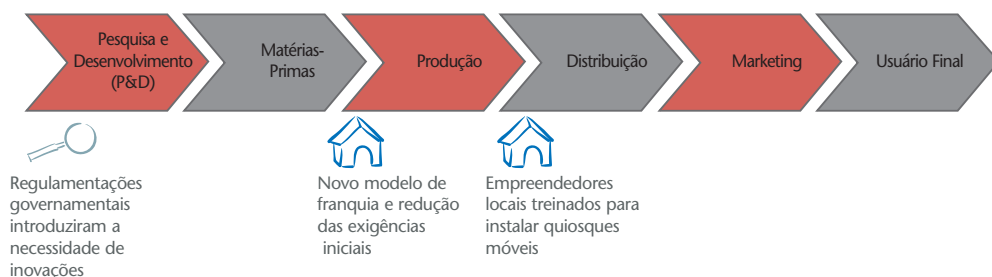 Pesquisa e
Desenvolvimento
(P&D)
Matérias-
Primas
Produção
Distribuição
Marketing
Usuário Final
Regulamentações
governamentais
introduziram a
necessidade de
inovações
Novo modelo de
franquia e redução
das exigências
iniciais
Empreendedores
locais treinados para
instalar quiosques
móveis